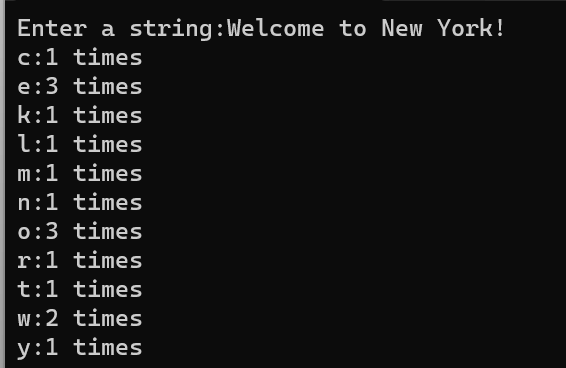 Enter a string:Welcome to New York!
c:1 times
e:3 times
k:1 times
l:1 times
m:1 times
n:1 times
o:3 times
r:1 times
t:1 times
w:2 times
y:1 times